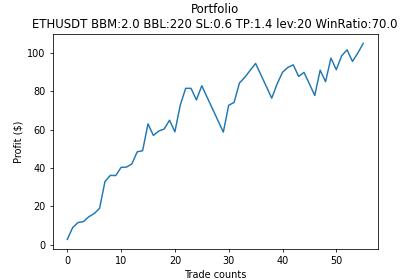 Portfolio
ETHUSDT BBM:2.0 BBL:220 SL:0.6 TP:1.4 lev:20 WinRatio:70.0
100
80
60
40
20
0
Profit ($)
0 10 20 30 40 50
Trade counts